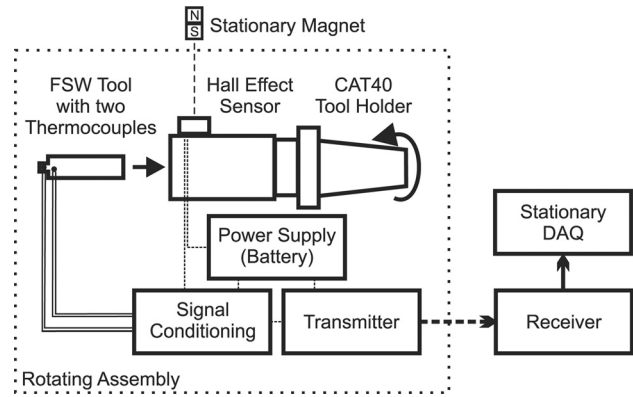 N
S
Stationary Magnet
FSW Tool
with two
Thermocouples
Hall Effect
Sensor
CAT40
Tool Holder
Power Supply
(Battery)
Signal
Conditioning
Transmitter
Stationary
DAQ
Receiver
Rotating Assembly